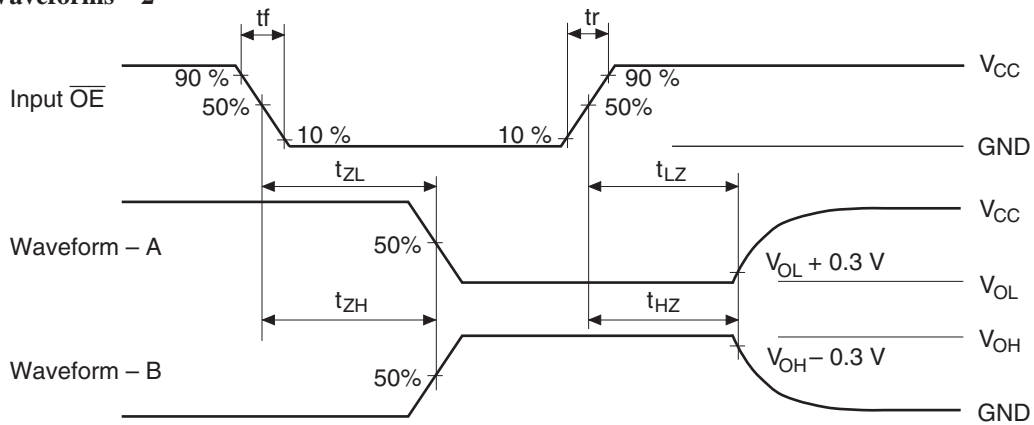 Waveforms – 2
tf
tr
Input OE
90 %
50%
10 %
10 %
90 %
50%
VCC
GND
tZL
tLZ
Waveform – A
50%
VOL + 0.3 V
VCC
VOL
tZH
tHZ
Waveform – B
50%
VOH – 0.3 V
VOH
GND